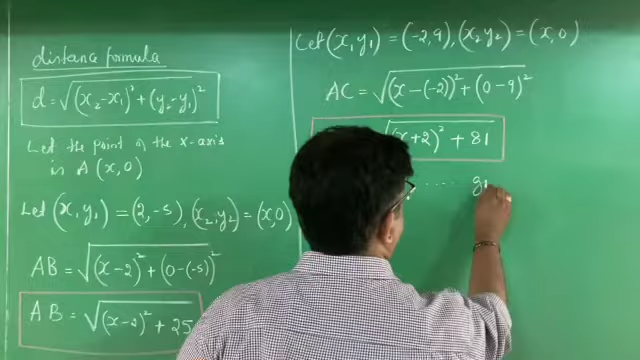 distance formula
d = √(x₂-x₁)² + (y₂-y₁)²
Let the point of the x-axis
is A (x,0)
Let (x₁,y₁) = (2,-5), (x₂,y₂) = (x,0)
AB = √(x-2)² + (0-(-5))²
AB = √(x-2)² + 25
Let (x₁,y₁) = (-2,9), (x₂,y₂) = (x,0)
AC = √(x-(-2))² + (0-9)²
√(x+2)² + 81